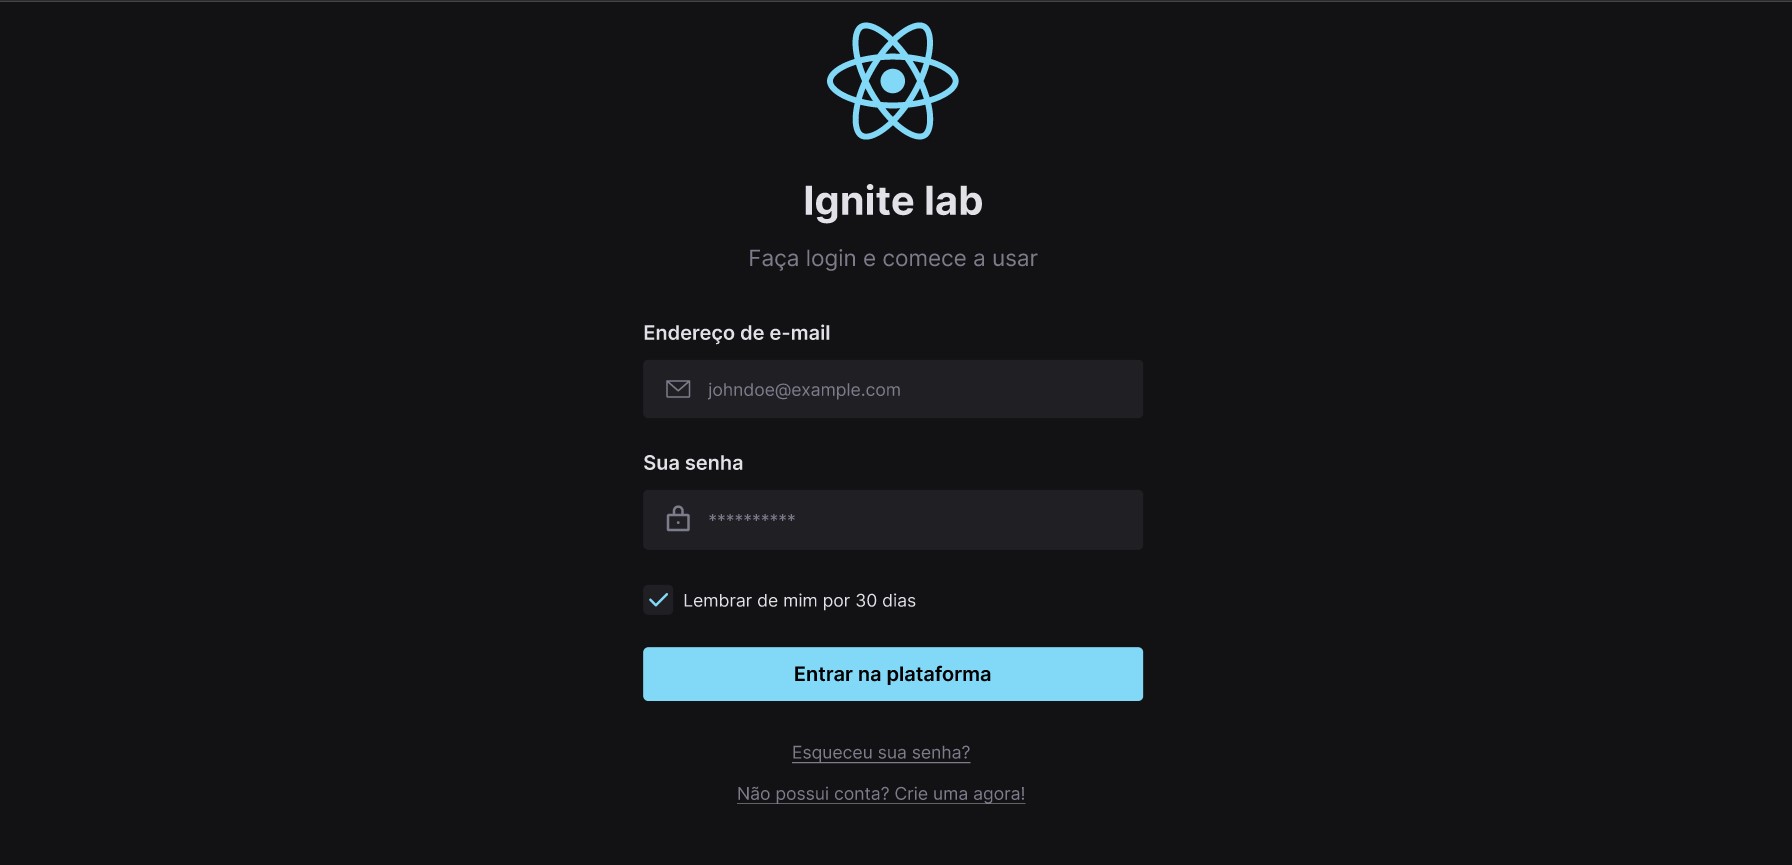 Ignite lab
Faça login e comece a usar
Endereço de e-mail
johndoe@example.com
Sua senha
**********
Lembrar de mim por 30 dias
Entrar na plataforma
Esqueceu sua senha?
Não possui conta? Crie uma agora!